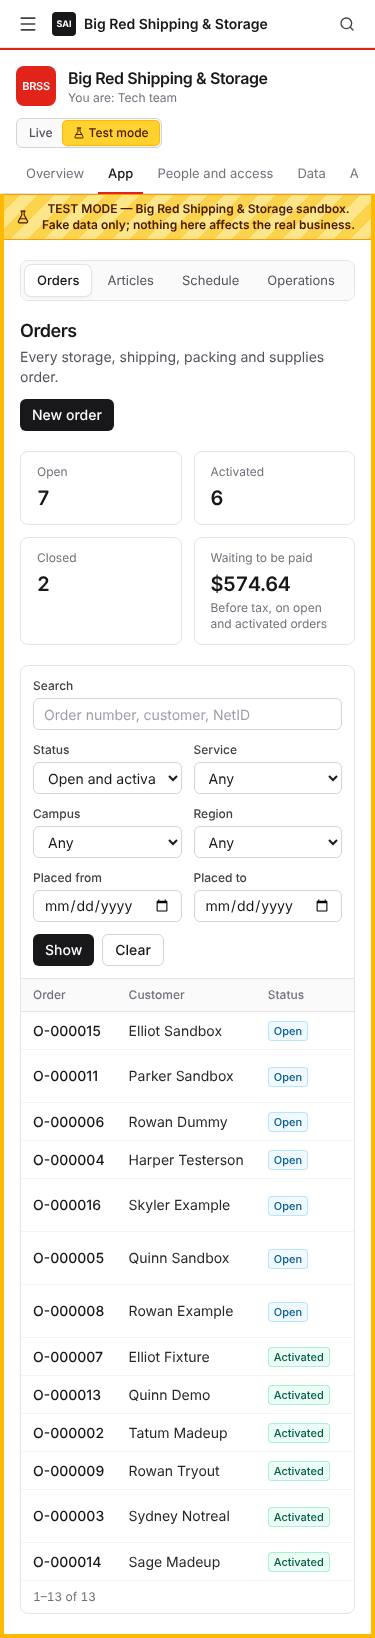 SAI Big Red Shipping & Storage
BRSS
Big Red Shipping & Storage
You are: Tech team
Live Test mode
Overview App People and access Data A
TEST MODE — Big Red Shipping & Storage sandbox.
Fake data only; nothing here affects the real business.
Orders Articles Schedule Operations
Orders
Every storage, shipping, packing and supplies
order.
New order
Open
7
Activated
6
Closed
2
Waiting to be paid
$574.64
Before tax, on open
and activated orders
Search
Order number, customer, NetID
Status Service
Open and activa Any
Campus Region
Any Any
Placed from Placed to
mm/dd/yyyy mm/dd/yyyy
Show Clear
Order Customer Status
O-000015 Elliot Sandbox Open
O-000011 Parker Sandbox Open
O-000006 Rowan Dummy Open
O-000004 Harper Testerson Open
O-000016 Skyler Example Open
O-000005 Quinn Sandbox Open
O-000008 Rowan Example Open
O-000007 Elliot Fixture Activated
O-000013 Quinn Demo Activated
O-000002 Tatum Madeup Activated
O-000009 Rowan Tryout Activated
O-000003 Sydney Notreal Activated
O-000014 Sage Madeup Activated
1–13 of 13